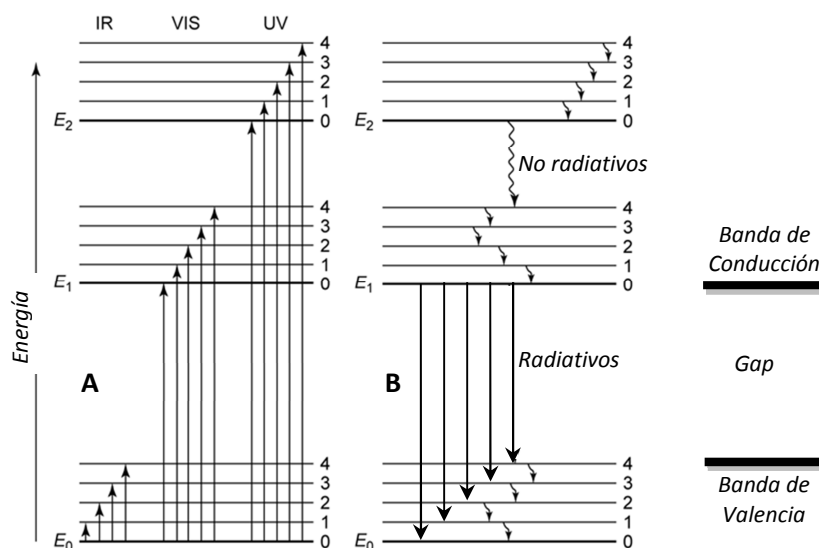 IR VIS UV
4 4
3 3
2 2
1 1
E2 0 E2 0
No radiativos
4 4
3 3
2 2
1 1
E1 0 E1 0
Banda de
Conducción
Energía
A B Radiativos Gap
4 4
3 3
2 2
1 1
E0 0 E0 0
Banda de
Valencia